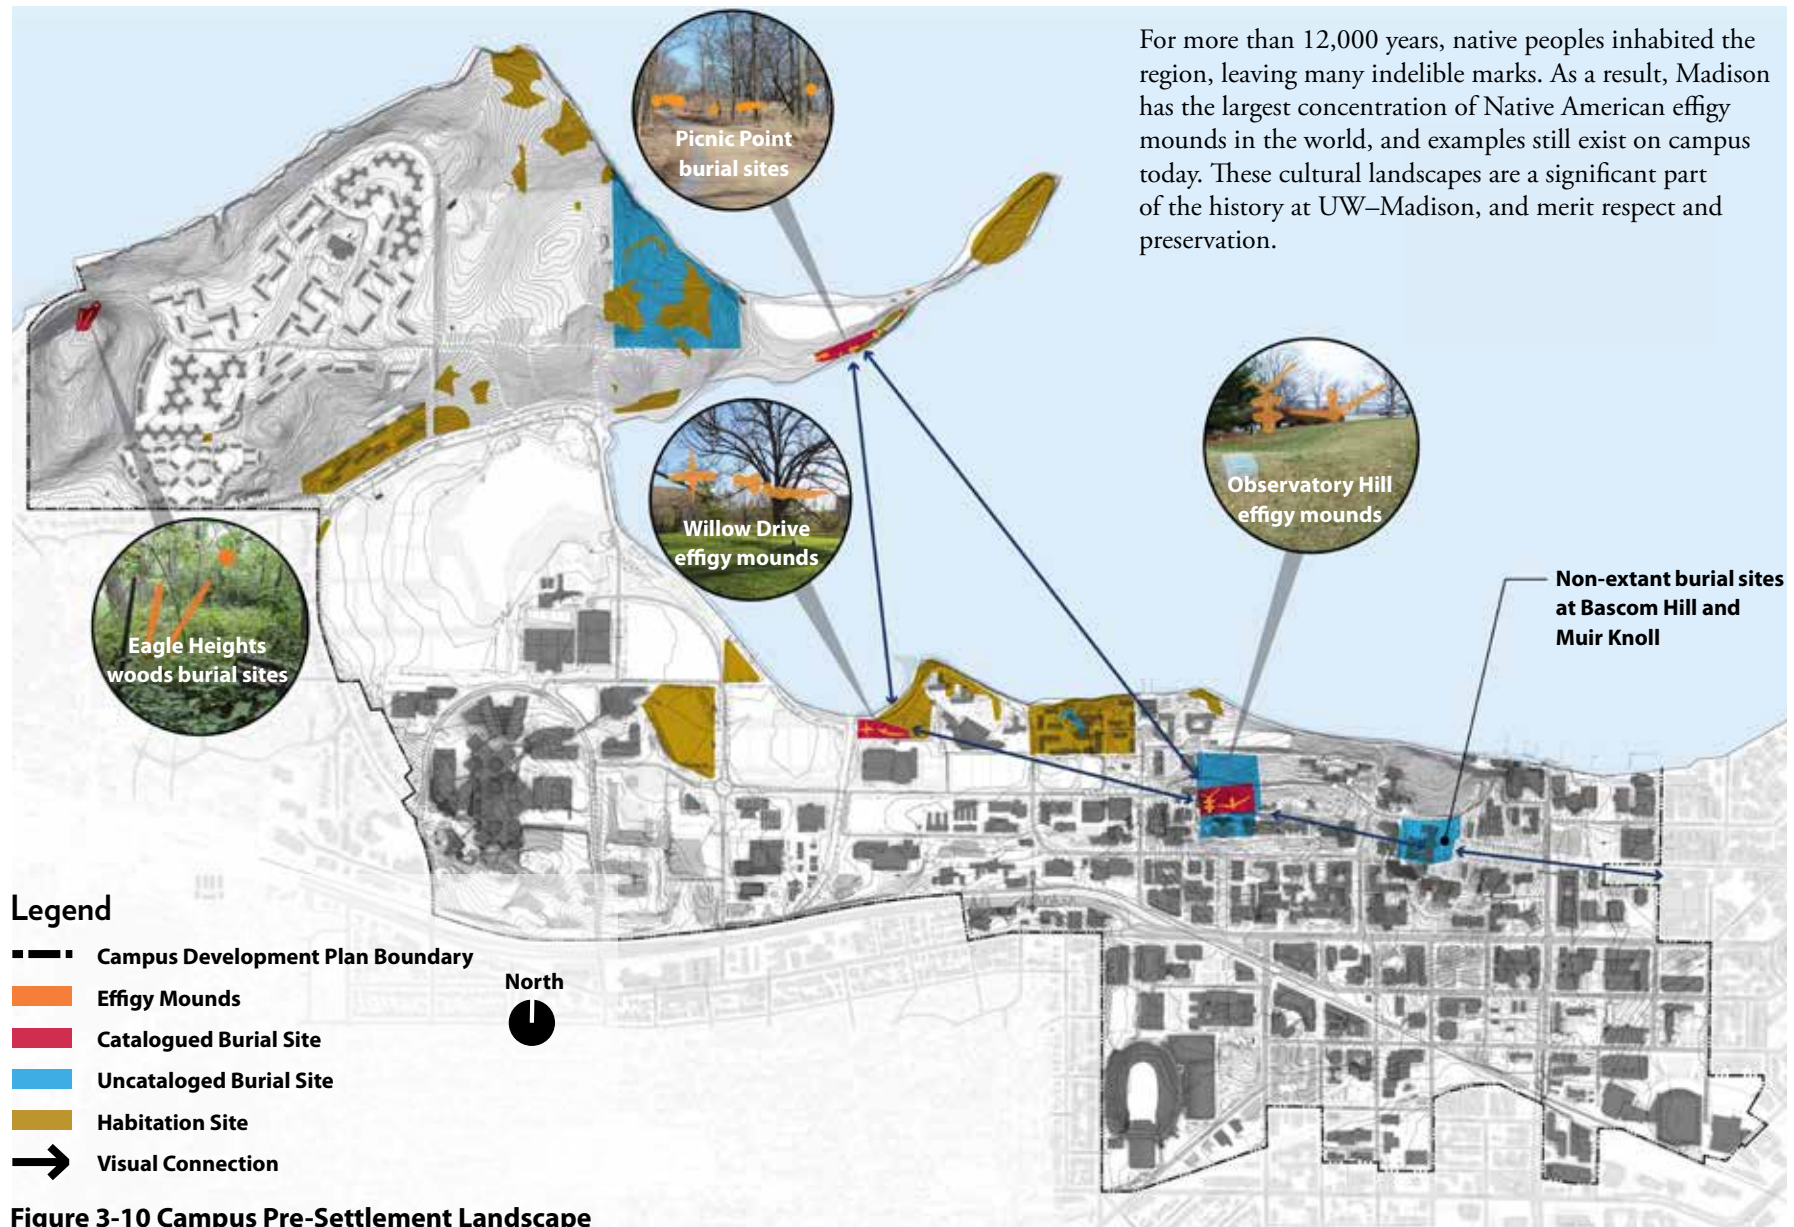 For more than 12,000 years, native peoples inhabited the
region, leaving many indelible marks. As a result, Madison
has the largest concentration of Native American effigy
mounds in the world, and examples still exist on campus
today. These cultural landscapes are a significant part
of the history at UW–Madison, and merit respect and
preservation.
Picnic Point
burial sites
Willow Drive
effigy mounds
Observatory Hill
effigy mounds
Non-extant burial sites
at Bascom Hill and
Muir Knoll
Eagle Heights
woods burial sites
Legend
Campus Development Plan Boundary
Effigy Mounds
Catalogued Burial Site
Uncataloged Burial Site
Habitation Site
Visual Connection
North
Figure 3-10 Campus Pre-Settlement Landscape